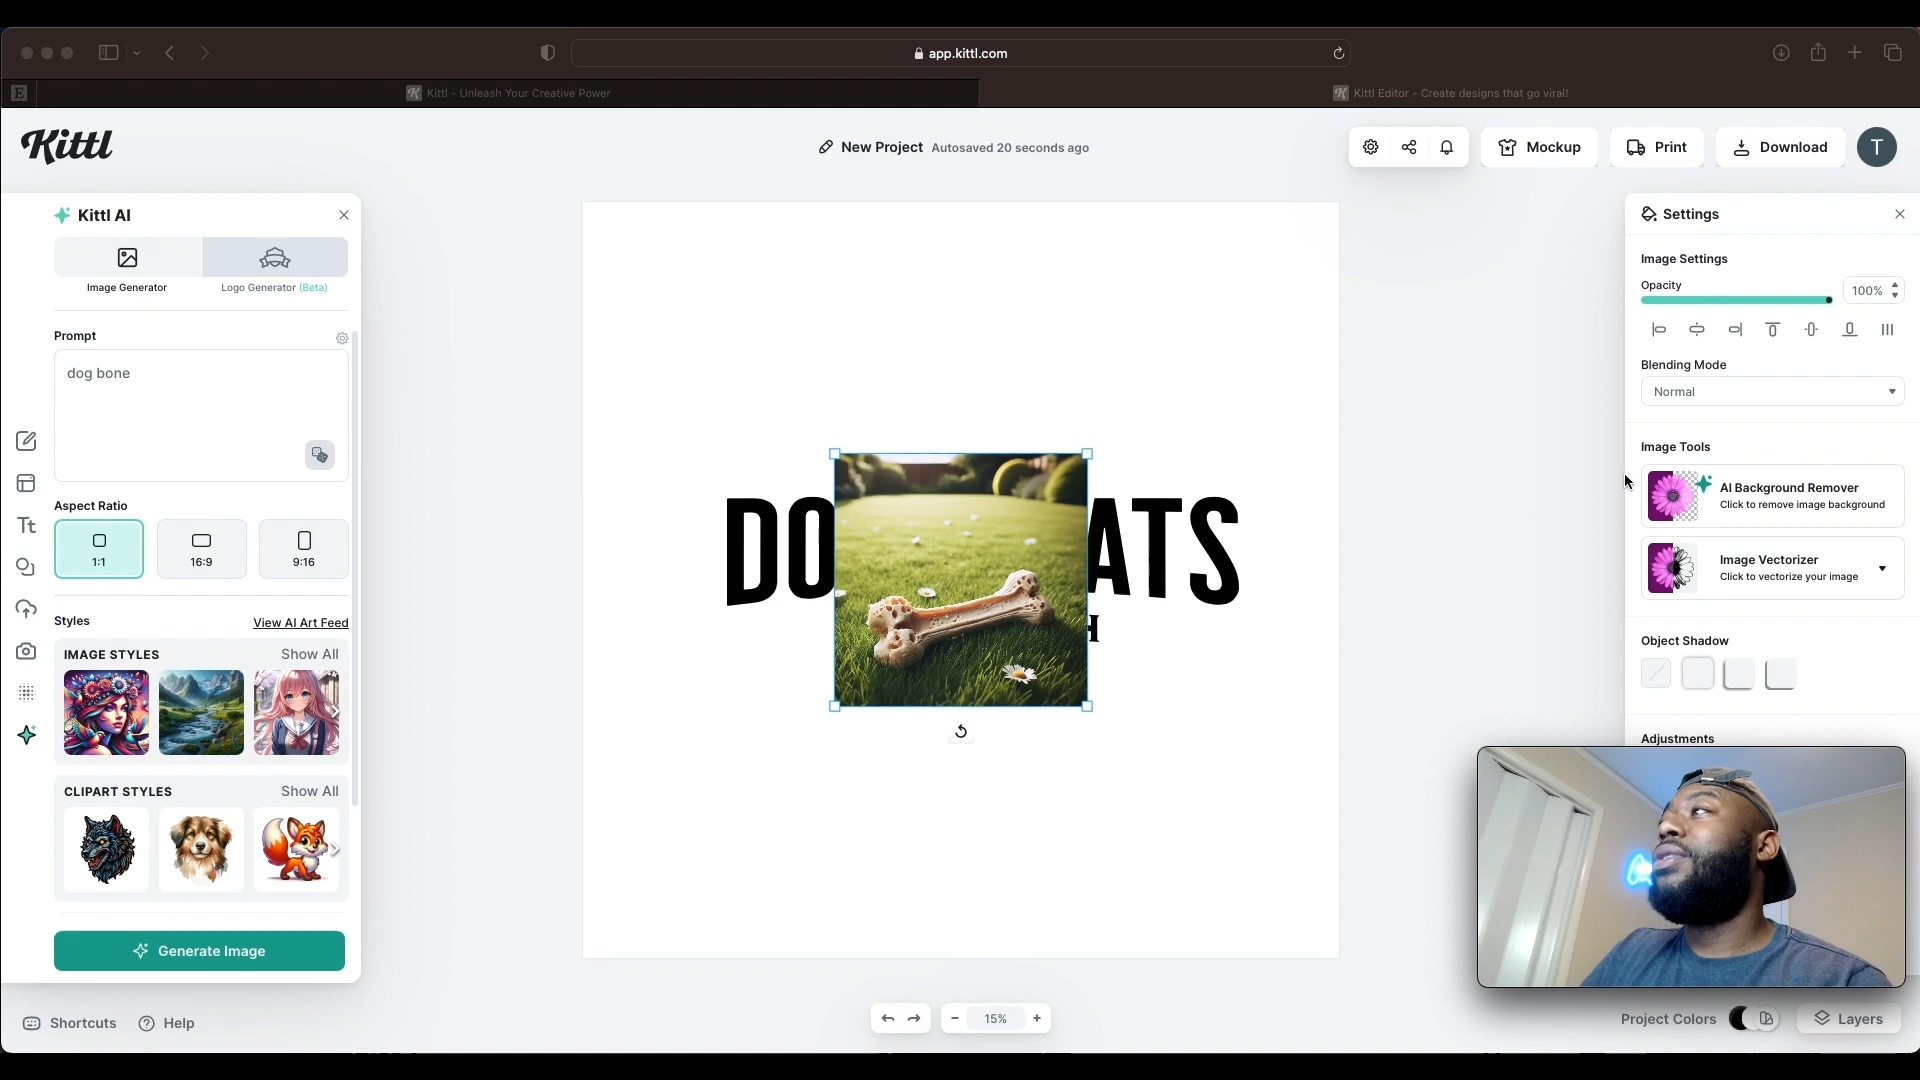 app.kittl.com
E
Kittl - Unleash Your Creative Power
Kittl Editor - Create designs that go viral!
Kittl
New Project Autosaved 20 seconds ago
Mockup
Print
Download
T
Kittl AI
Image Generator
Logo Generator (Beta)
Prompt
dog bone
Aspect Ratio
1:1
16:9
9:16
Styles
View AI Art Feed
IMAGE STYLES
Show All
CLIPART STYLES
Show All
Generate Image
Tt
Shortcuts
Help
DO ATS
H
15%
Settings
Image Settings
Opacity
100%
Blending Mode
Normal
Image Tools
AI Background Remover
Click to remove image background
Image Vectorizer
Click to vectorize your image
Object Shadow
Adjustments
Project Colors
Layers